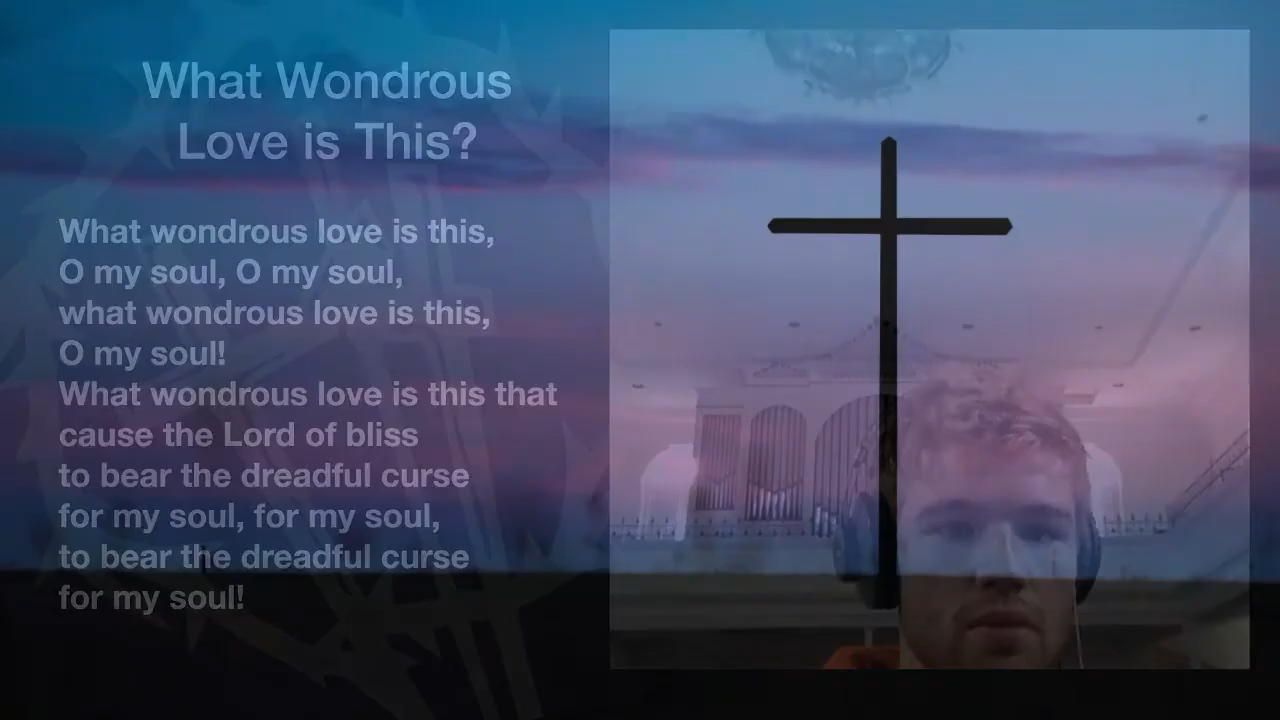 What Wondrous
Love is This?
What wondrous love is this,
O my soul, O my soul,
what wondrous love is this,
O my soul!
What wondrous love is this that
cause the Lord of bliss
to bear the dreadful curse
for my soul, for my soul,
to bear the dreadful curse
for my soul!